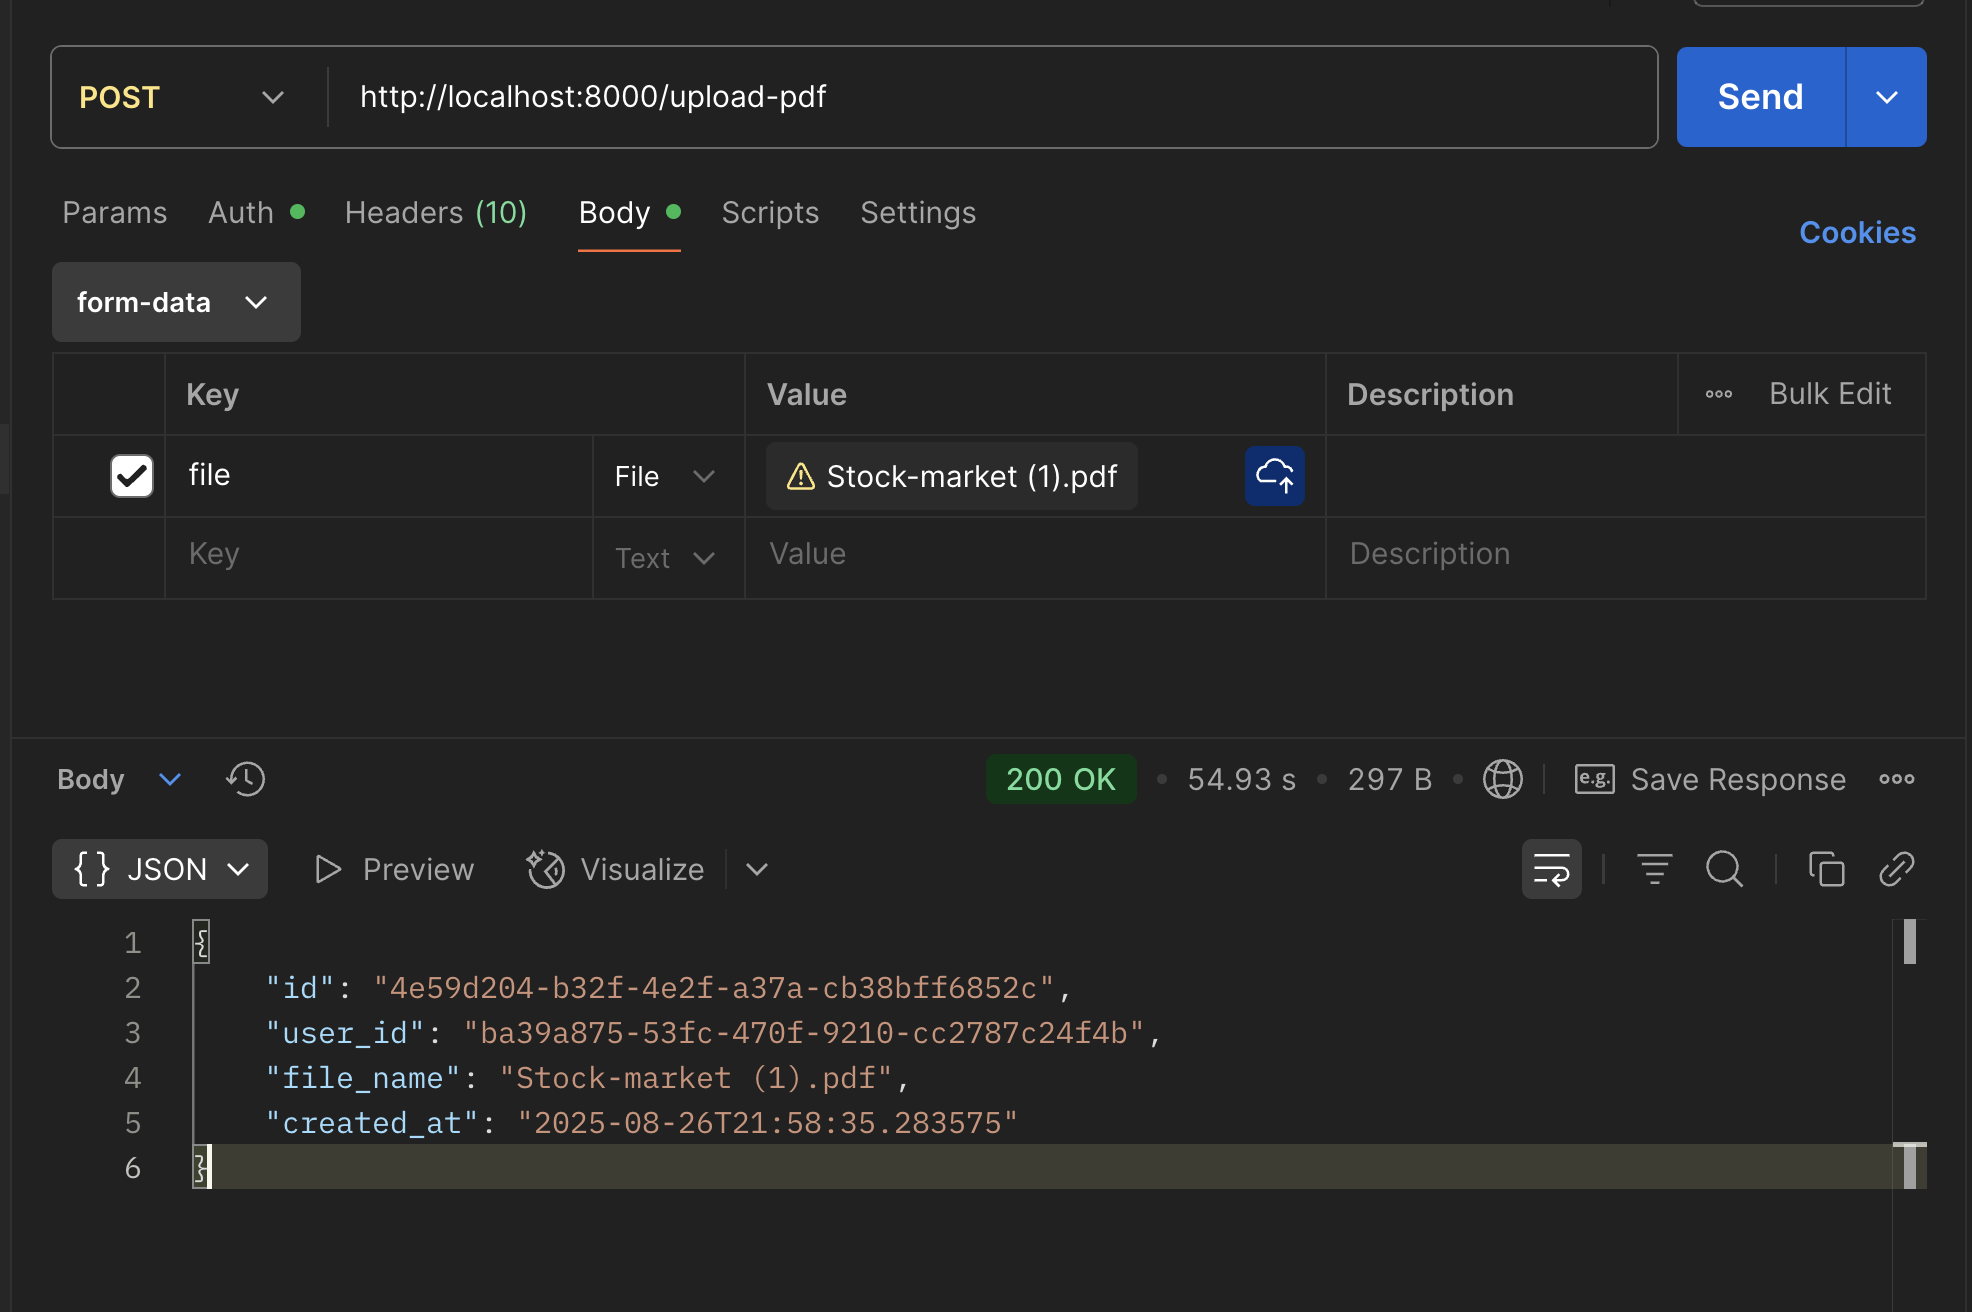 POST http://localhost:8000/upload-pdf Send
Params Auth Headers (10) Body Scripts Settings Cookies
form-data
Key Value Description Bulk Edit
file File Stock-market (1).pdf
Key Text Value Description
Body 200 OK 54.93 s 297 B e.g. Save Response
{} JSON Preview Visualize
1 {
2 "id": "4e59d204-b32f-4e2f-a37a-cb38bff6852c",
3 "user_id": "ba39a875-53fc-470f-9210-cc2787c24f4b",
4 "file_name": "Stock-market (1).pdf",
5 "created_at": "2025-08-26T21:58:35.283575"
6 }